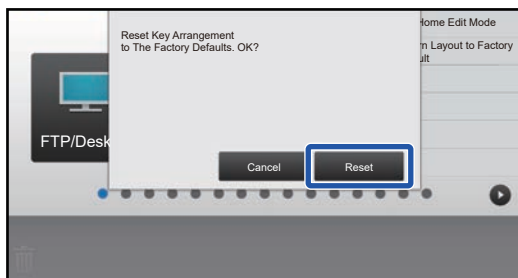 Home Edit Mode
Reset Key Arrangement
to The Factory Defaults. OK?
n Layout to Factory
ult
FTP/Desk
Cancel
Reset